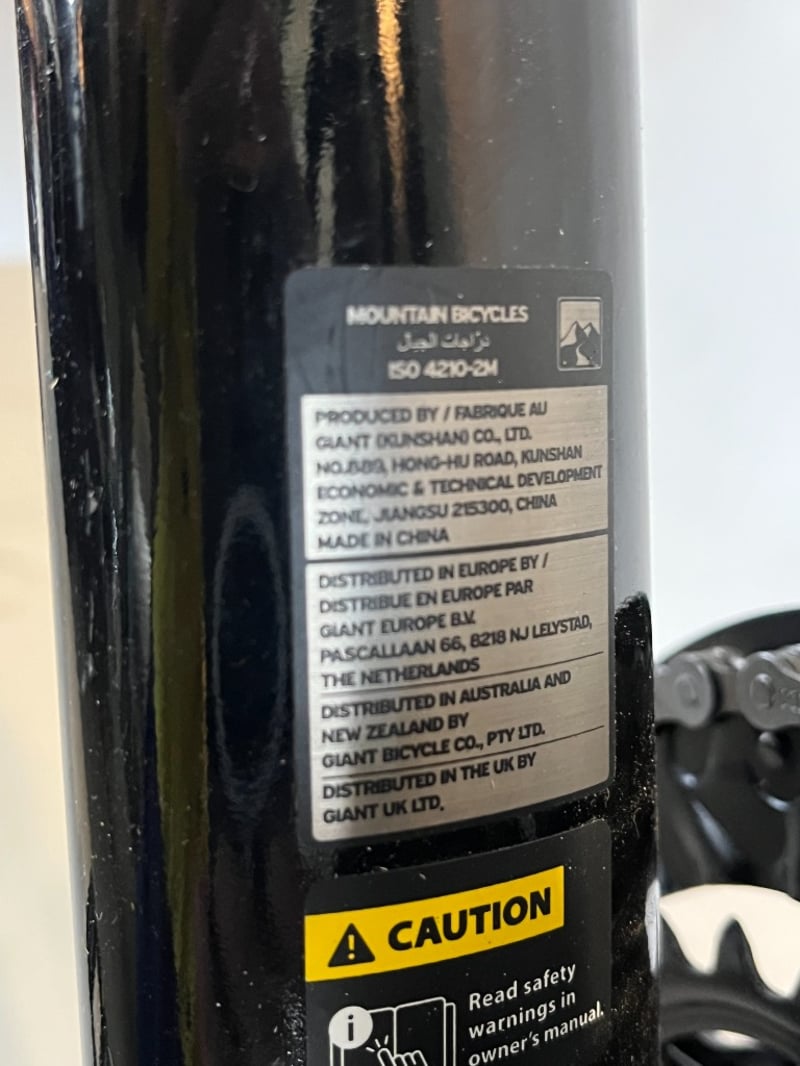 MOUNTAIN BICYCLES
درّاجات الجبل
ISO 4210-2M
PRODUCED BY / FABRIQUE AU
GIANT (KUNSHAN) CO., LTD.
HONG-HU ROAD, KUNSHAN
ECONOMIC & TECHNICAL DEVELOPMENT
ZONE, JIANGSU 215300, CHINA
MADE IN CHINA
DISTRIBUTED IN EUROPE BY /
DISTRIBUE EN EUROPE PAR
GIANT EUROPE B.V.
PASCALLAAN 66, 8218 NJ LELYSTAD,
THE NETHERLANDS
DISTRIBUTED IN AUSTRALIA AND
NEW ZEALAND BY
GIANT BICYCLE CO., PTY LTD.
DISTRIBUTED IN THE UK BY
GIANT UK LTD.
CAUTION
Read safety
warnings in
owner's manual.